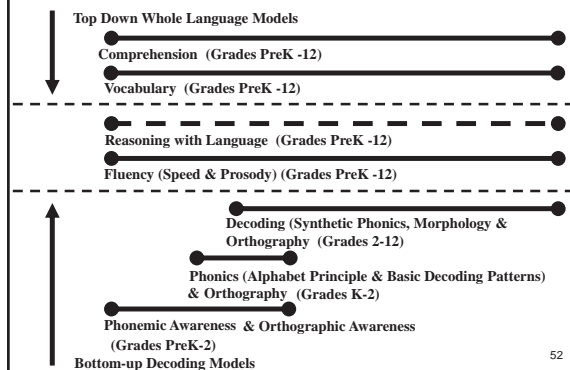 Top Down Whole Language Models
Comprehension (Grades PreK -12)
Vocabulary (Grades PreK -12)
Reasoning with Language (Grades PreK -12)
Fluency (Speed & Prosody) (Grades PreK -12)
Decoding (Synthetic Phonics, Morphology &
Orthography (Grades 2-12)
Phonics (Alphabet Principle & Basic Decoding Patterns)
& Orthography (Grades K-2)
Phonemic Awareness & Orthographic Awareness
(Grades PreK-2)
Bottom-up Decoding Models
52